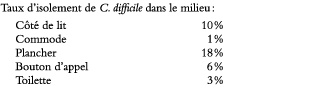 Taux d'isolement de C. difficile dans le milieu :
Côté de lit 10 %
Commode 1 %
Plancher 18 %
Bouton d'appel 6 %
Toilette 3 %